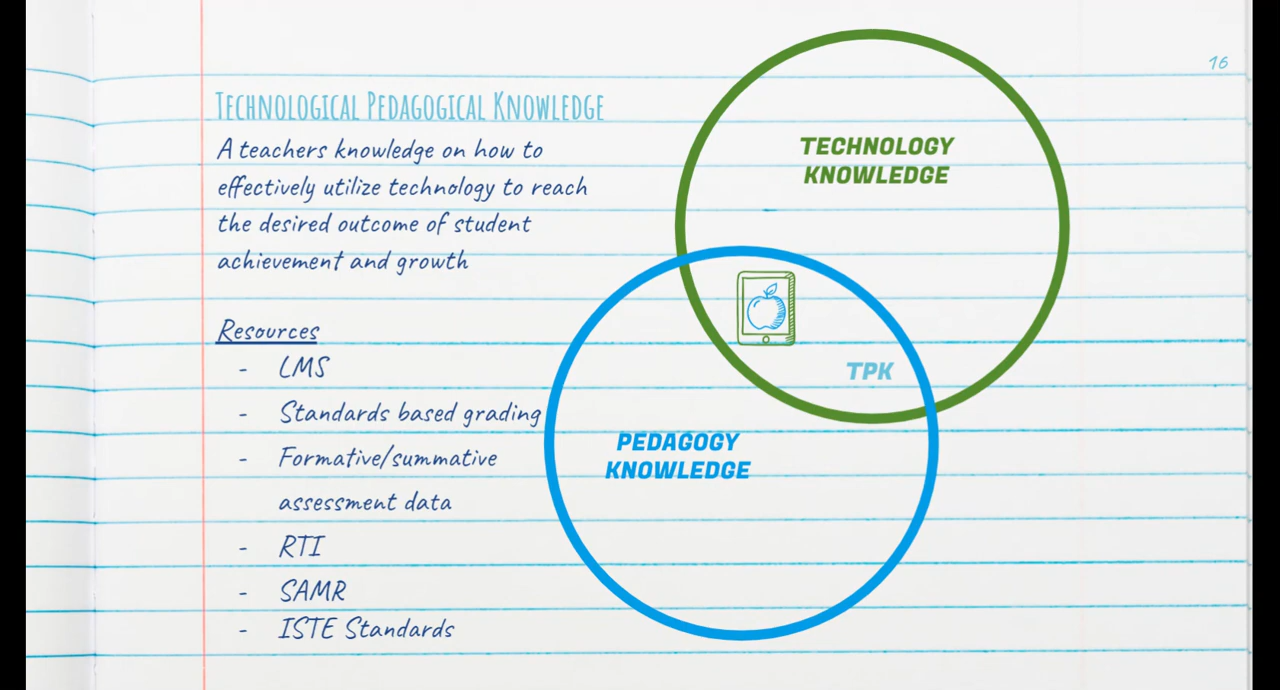 16
Technological Pedagogical Knowledge
A teachers knowledge on how to
effectively utilize technology to reach
the desired outcome of student
achievement and growth
Resources
- LMS
- Standards based grading
- Formative/summative
assessment data
- RTI
- SAMR
- ISTE Standards
TECHNOLOGY
KNOWLEDGE
TPK
PEDAGOGY
KNOWLEDGE